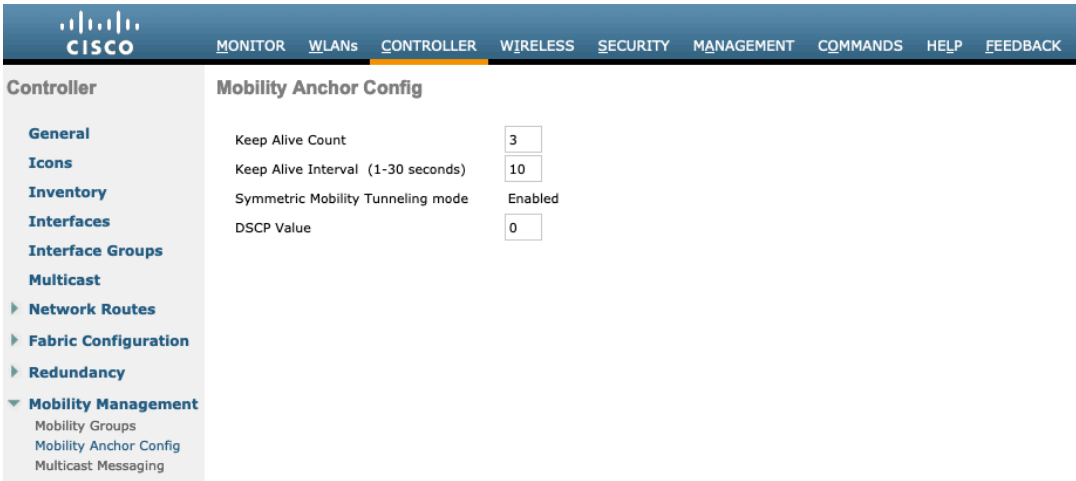 CISCO
MONITOR WLANs CONTROLLER WIRELESS SECURITY MANAGEMENT COMMANDS HELP FEEDBACK
Controller
General
Icons
Inventory
Interfaces
Interface Groups
Multicast
Network Routes
Fabric Configuration
Redundancy
Mobility Management
Mobility Groups
Mobility Anchor Config
Multicast Messaging
Mobility Anchor Config
Keep Alive Count 3
Keep Alive Interval (1-30 seconds) 10
Symmetric Mobility Tunneling mode Enabled
DSCP Value 0